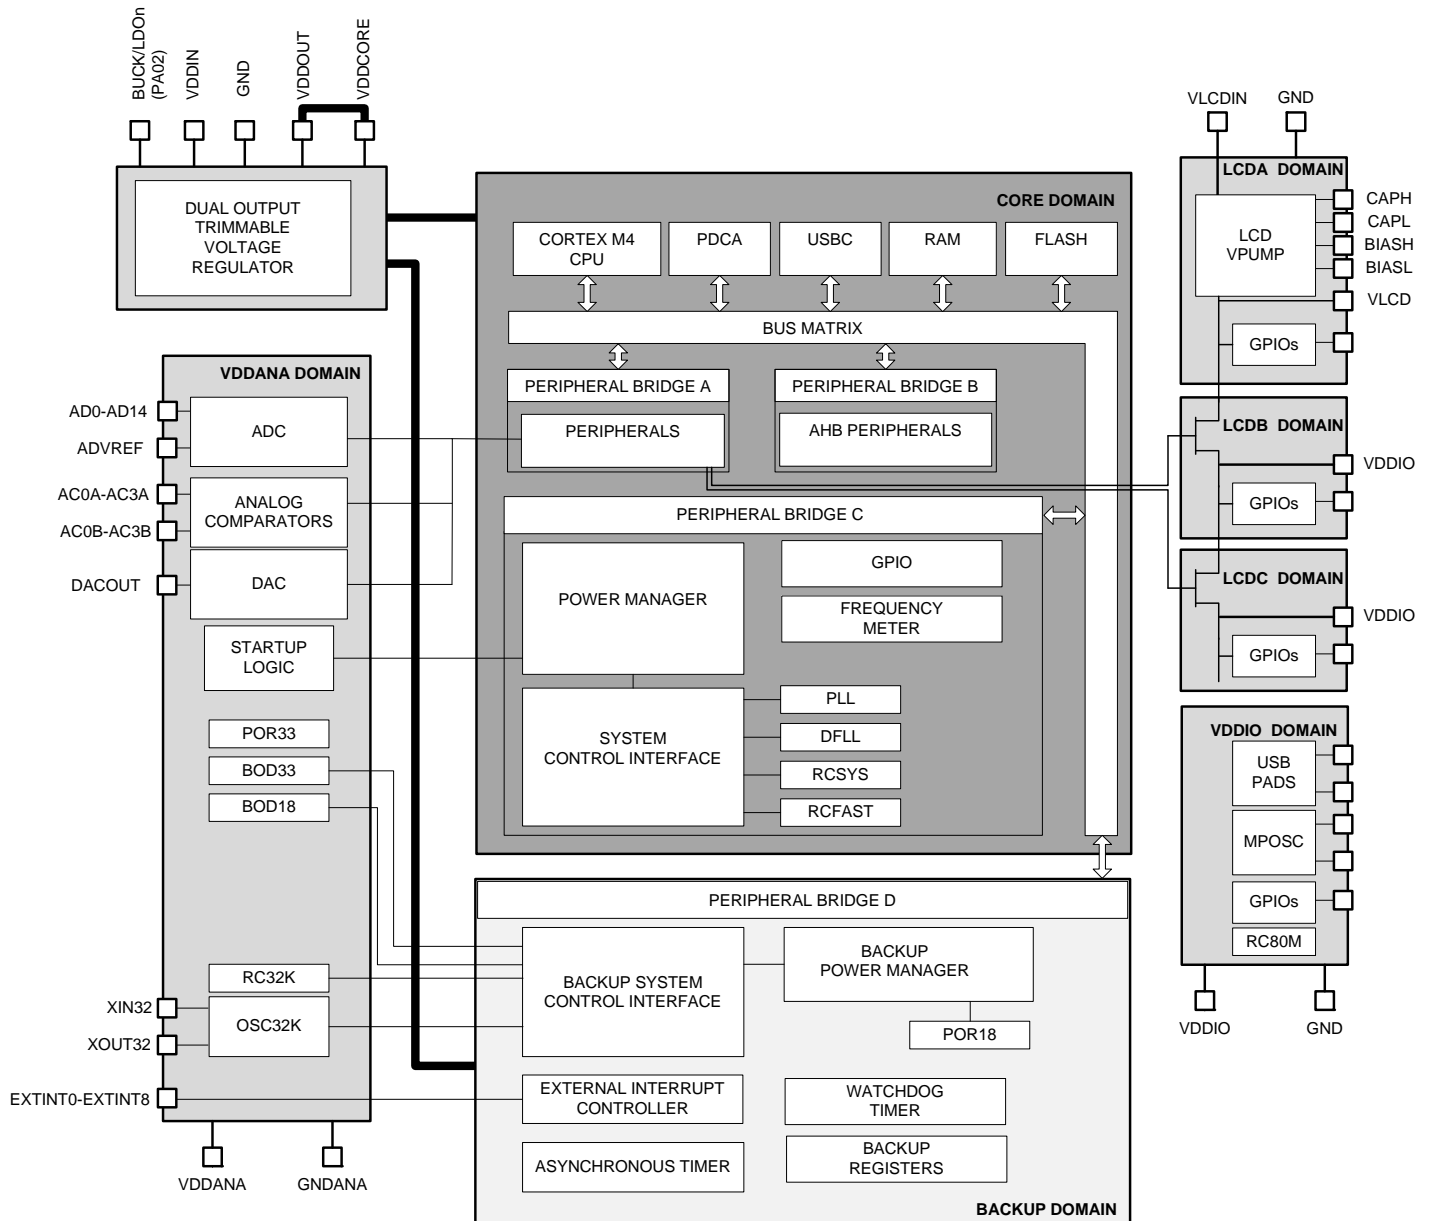 BUCK/LDOn
(PA02)
VDDIN
GND
VDDOUT
VDDCORE
DUAL OUTPUT
TRIMMABLE
VOLTAGE
REGULATOR
CORE DOMAIN
CORTEX M4
CPU
PDCA
USBC
RAM
FLASH
BUS MATRIX
PERIPHERAL BRIDGE A
PERIPHERALS
PERIPHERAL BRIDGE B
AHB PERIPHERALS
PERIPHERAL BRIDGE C
POWER MANAGER
GPIO
FREQUENCY
METER
SYSTEM
CONTROL INTERFACE
PLL
DFLL
RCSYS
RCFAST
VDDANA DOMAIN
AD0-AD14
ADVREF
ADC
AC0A-AC3A
AC0B-AC3B
ANALOG
COMPARATORS
DACOUT
DAC
STARTUP
LOGIC
POR33
BOD33
BOD18
RC32K
XIN32
XOUT32
OSC32K
EXTINT0-EXTINT8
VDDANA
GNDANA
PERIPHERAL BRIDGE D
BACKUP SYSTEM
CONTROL INTERFACE
BACKUP
POWER MANAGER
POR18
EXTERNAL INTERRUPT
CONTROLLER
WATCHDOG
TIMER
ASYNCHRONOUS TIMER
BACKUP
REGISTERS
BACKUP DOMAIN
VLCDIN
GND
LCDA DOMAIN
LCD
VPUMP
CAPH
CAPL
BIASH
BIASL
VLCD
GPIOs
LCDB DOMAIN
VDDIO
GPIOs
LCDC DOMAIN
VDDIO
GPIOs
VDDIO DOMAIN
USB
PADS
MPOSC
GPIOs
RC80M
VDDIO
GND